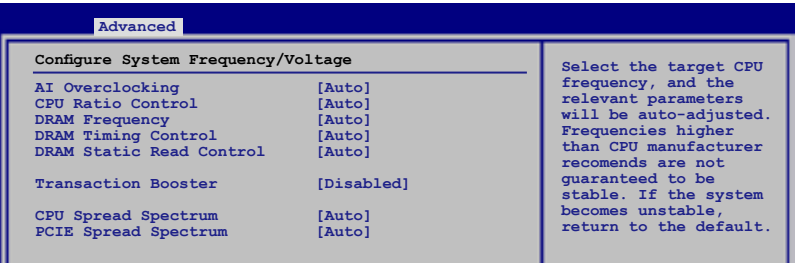 Advanced
Configure System Frequency/Voltage
AI Overclocking [Auto]
CPU Ratio Control [Auto]
DRAM Frequency [Auto]
DRAM Timing Control [Auto]
DRAM Static Read Control [Auto]
Transaction Booster [Disabled]
CPU Spread Spectrum [Auto]
PCIE Spread Spectrum [Auto]
Select the target CPU
frequency, and the
relevant parameters
will be auto-adjusted.
Frequencies higher
than CPU manufacturer
recomends are not
guaranteed to be
stable. If the system
becomes unstable,
return to the default.